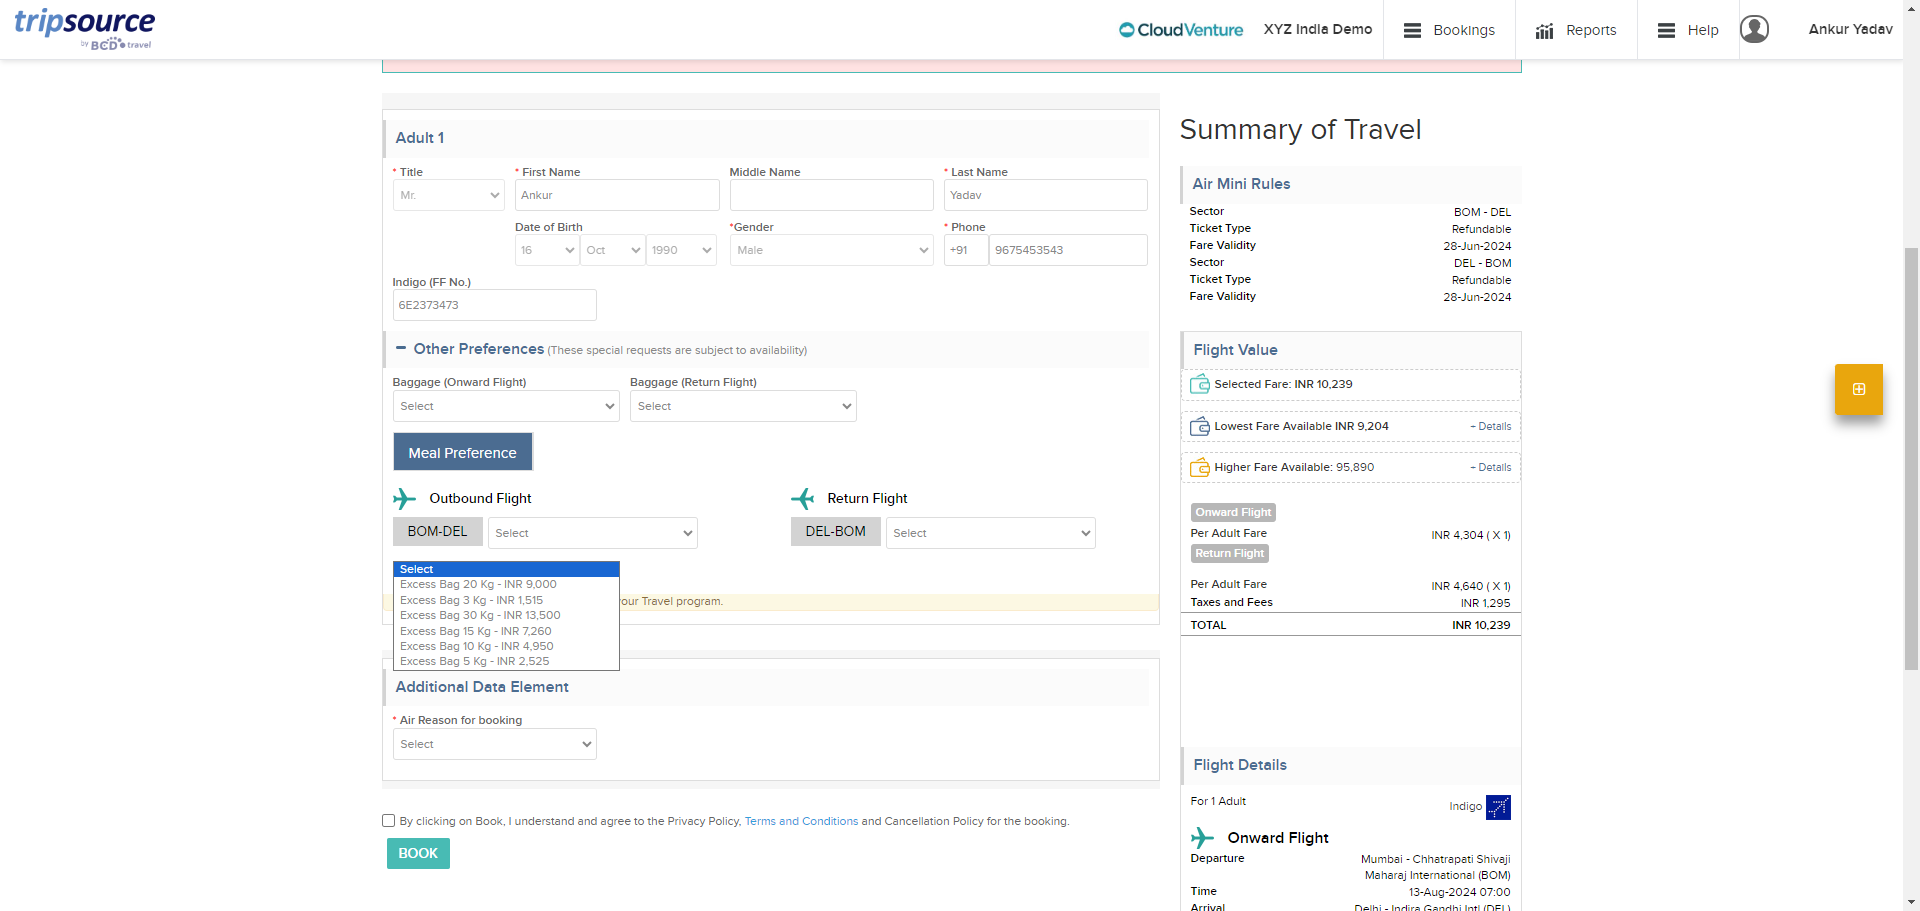 tripsource
by BCD travel
CloudVenture
XYZ India Demo
Bookings
Reports
Help
Ankur Yadav
Adult 1
* Title
* First Name
Middle Name
* Last Name
Mr.
Ankur
Yadav
Date of Birth
*Gender
* Phone
16
Oct
1990
Male
+91
9675453543
Indigo (FF No.)
6E2373473
Other Preferences (These special requests are subject to availability)
Baggage (Onward Flight)
Baggage (Return Flight)
Select
Select
Meal Preference
Outbound Flight
Return Flight
BOM-DEL
Select
DEL-BOM
Select
Select
Excess Bag 20 Kg - INR 9,000
Excess Bag 3 Kg - INR 1,515
Excess Bag 30 Kg - INR 13,500
Excess Bag 15 Kg - INR 7,260
Excess Bag 10 Kg - INR 4,950
Excess Bag 5 Kg - INR 2,525
your Travel program.
Additional Data Element
* Air Reason for booking
Select
By clicking on Book, I understand and agree to the Privacy Policy, Terms and Conditions and Cancellation Policy for the booking.
BOOK
Summary of Travel
Air Mini Rules
Sector BOM - DEL
Ticket Type Refundable
Fare Validity 28-Jun-2024
Sector DEL - BOM
Ticket Type Refundable
Fare Validity 28-Jun-2024
Flight Value
Selected Fare: INR 10,239
Lowest Fare Available INR 9,204 + Details
Higher Fare Available: 95,890 + Details
Onward Flight
Per Adult Fare INR 4,304 ( X 1)
Return Flight
Per Adult Fare INR 4,640 ( X 1)
Taxes and Fees INR 1,295
TOTAL INR 10,239
Flight Details
For 1 Adult
Indigo
Onward Flight
Departure Mumbai - Chhatrapati Shivaji
Maharaj International (BOM)
Time 13-Aug-2024 07:00
Arrival Delhi - Indira Gandhi Intl (DEL)